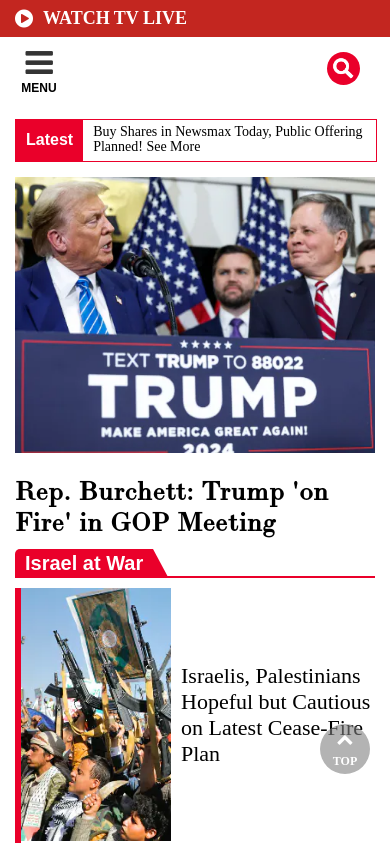 WATCH TV LIVE
MENU
Latest
Buy Shares in Newsmax Today, Public Offering
Planned! See More
TEXT TRUMP TO 88022
TRUMP
MAKE AMERICA GREAT AGAIN!
2024
Rep. Burchett: Trump 'on
Fire' in GOP Meeting
Israel at War
Israelis, Palestinians
Hopeful but Cautious
on Latest Cease-Fire
Plan
TOP